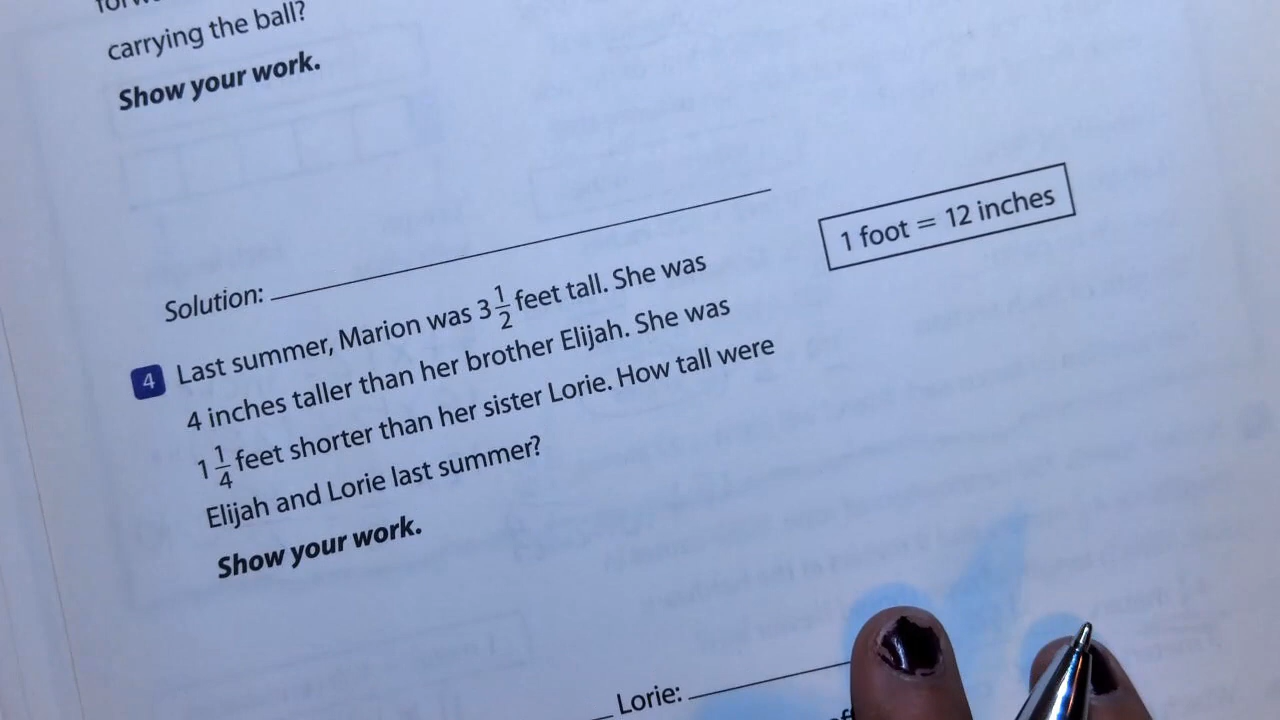 carrying the ball?
Show your work.
Solution:
1 foot = 12 inches
4 Last summer, Marion was 3 1/2 feet tall. She was
4 inches taller than her brother Elijah. She was
1 1/4 feet shorter than her sister Lorie. How tall were
Elijah and Lorie last summer?
Show your work.
Lorie: